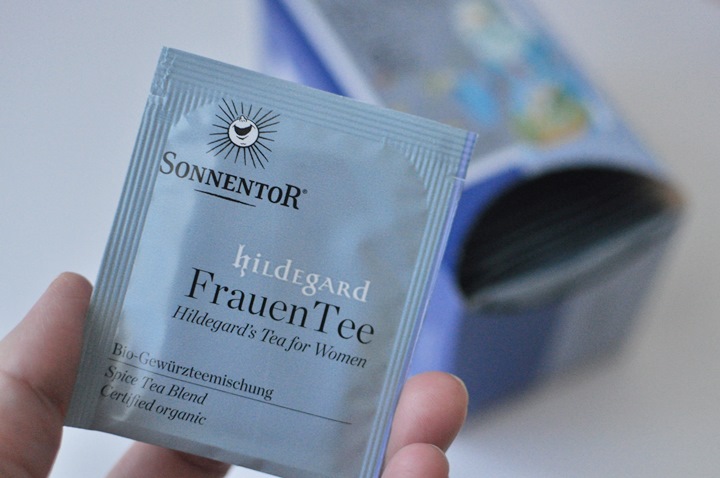 SONNENTOR®
hildegard
FrauenTee
Hildegard's Tea for Women
Bio-Gewürzteemischung
Spice Tea Blend
Certified organic